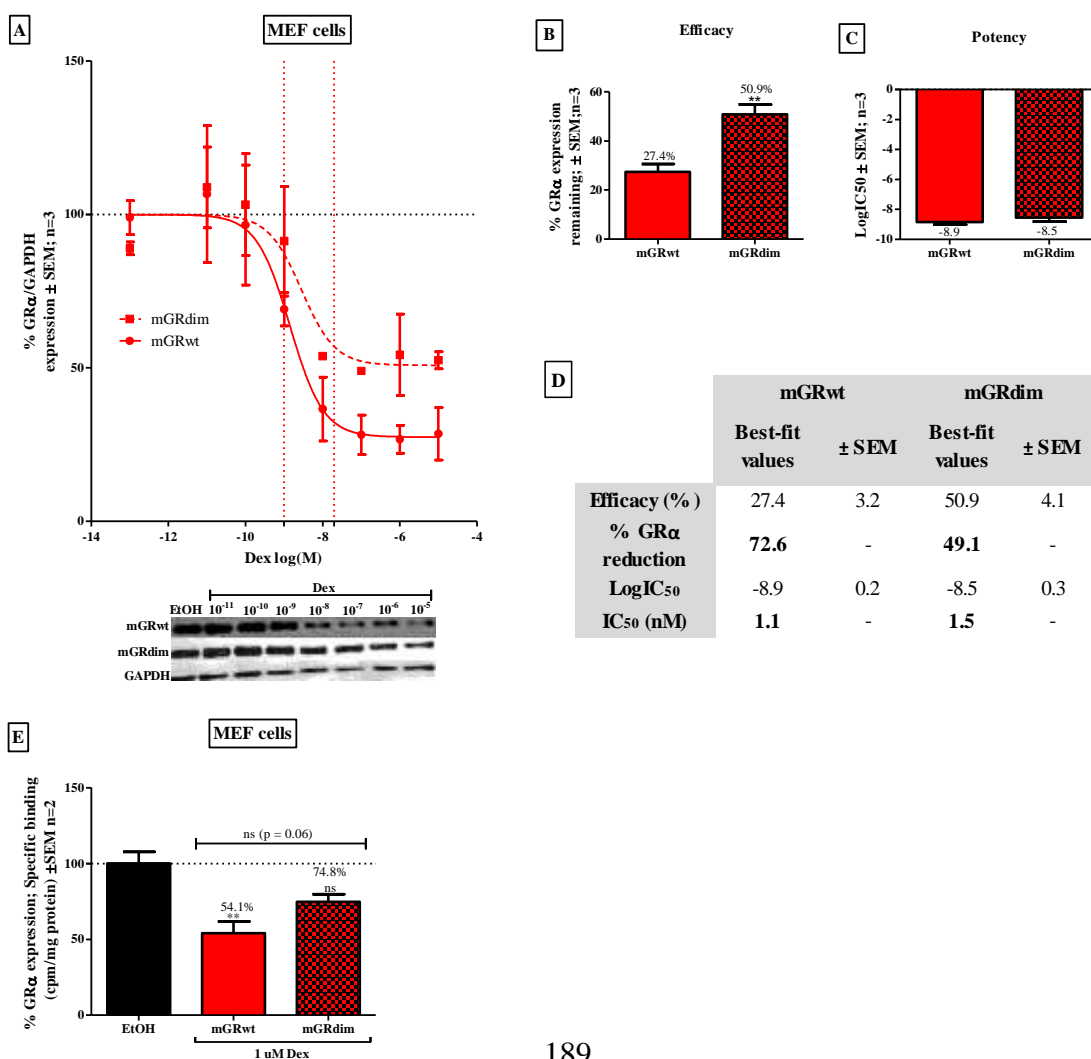 A
MEF cells
150
100
50
0
% GRα/GAPDH
expression ± SEM; n=3
mGRdim
mGRwt
-14
-12
-10
-8
-6
-4
Dex log(M)
Dex
EtOH 10-11 10-10 10-9 10-8 10-7 10-6 10-5
mGRwt
mGRdim
GAPDH
B
Efficacy
% GRα expression
remaining; ± SEM;n=3
60
40
20
0
27.4%
50.9%
**
mGRwt
mGRdim
C
Potency
LogIC50 ± SEM; n=3
0
-2
-4
-6
-8
-10
-8.9
-8.5
mGRwt
mGRdim
D
mGRwt mGRdim
Best-fit values ± SEM Best-fit values ± SEM
Efficacy (%) 27.4 3.2 50.9 4.1
% GRα reduction 72.6 - 49.1 -
LogIC50 -8.9 0.2 -8.5 0.3
IC50 (nM) 1.1 - 1.5 -
E
MEF cells
% GRα expression; Specific binding
(cpm/mg protein) ±SEM n=2
150
100
50
0
ns (p = 0.06)
54.1%
**
74.8%
ns
EtOH
mGRwt
mGRdim
1 uM Dex
189